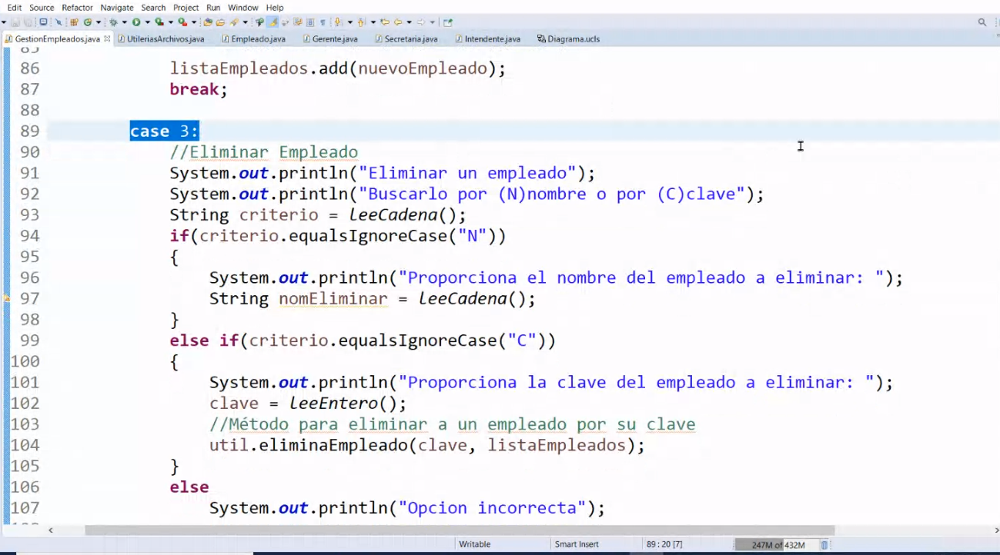 Edit Source Refactor Navigate Search Project Run Window Help
GestionEmpleados.java UtileriasArchivos.java Empleado.java Gerente.java Secretaria.java Intendente.java Diagrama.ucls
85
86 listaEmpleados.add(nuevoEmpleado);
87 break;
88
89 case 3:
90 //Eliminar Empleado
91 System.out.println("Eliminar un empleado");
92 System.out.println("Buscarlo por (N)nombre o por (C)clave");
93 String criterio = leeCadena();
94 if(criterio.equalsIgnoreCase("N"))
95 {
96 System.out.println("Proporciona el nombre del empleado a eliminar: ");
97 String nomEliminar = leeCadena();
98 }
99 else if(criterio.equalsIgnoreCase("C"))
100 {
101 System.out.println("Proporciona la clave del empleado a eliminar: ");
102 clave = leeEntero();
103 //Método para eliminar a un empleado por su clave
104 util.eliminaEmpleado(clave, listaEmpleados);
105 }
106 else
107 System.out.println("Opcion incorrecta");
Writable Smart Insert 89 : 20 [7] 247M of 432M